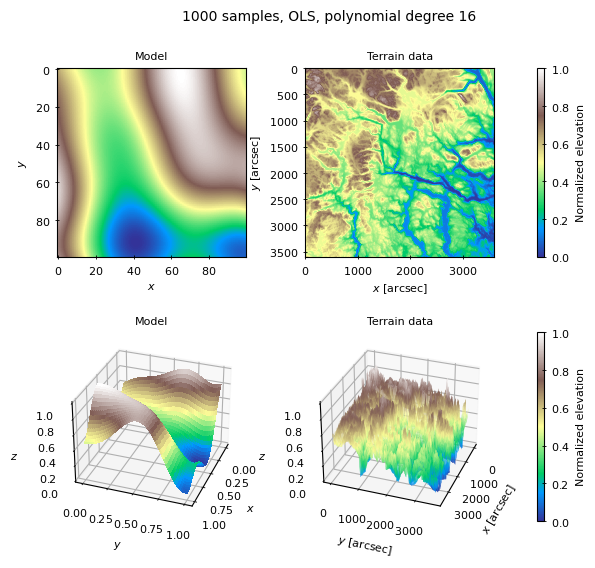 1000 samples, OLS, polynomial degree 16
Model
Terrain data
0
20
40
60
80
y
0 20 40 60 80
x
0
500
1000
1500
2000
2500
3000
3500
y [arcsec]
0 1000 2000 3000
x [arcsec]
1.0
0.8
0.6
0.4
0.2
0.0
Normalized elevation
Model
Terrain data
z
1.0
0.8
0.6
0.4
0.2
0.0
0.00 0.25 0.50 0.75 1.00
y
0.00
0.25
0.50
0.75
1.00
x
z
1.0
0.8
0.6
0.4
0.2
0.0
0 1000 2000 3000
y [arcsec]
0
1000
2000
3000
x [arcsec]
1.0
0.8
0.6
0.4
0.2
0.0
Normalized elevation